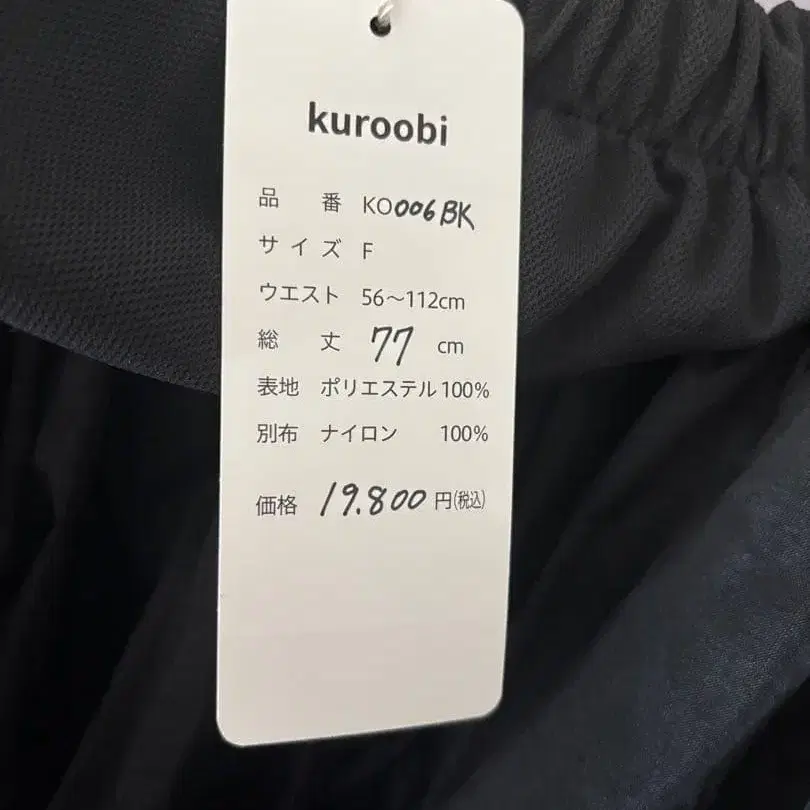 kuroobi
品番 KO006BK
サイズ F
ウエスト 56〜112cm
総丈 77 cm
表地 ポリエステル 100%
別布 ナイロン 100%
価格 19.800 円(税込)